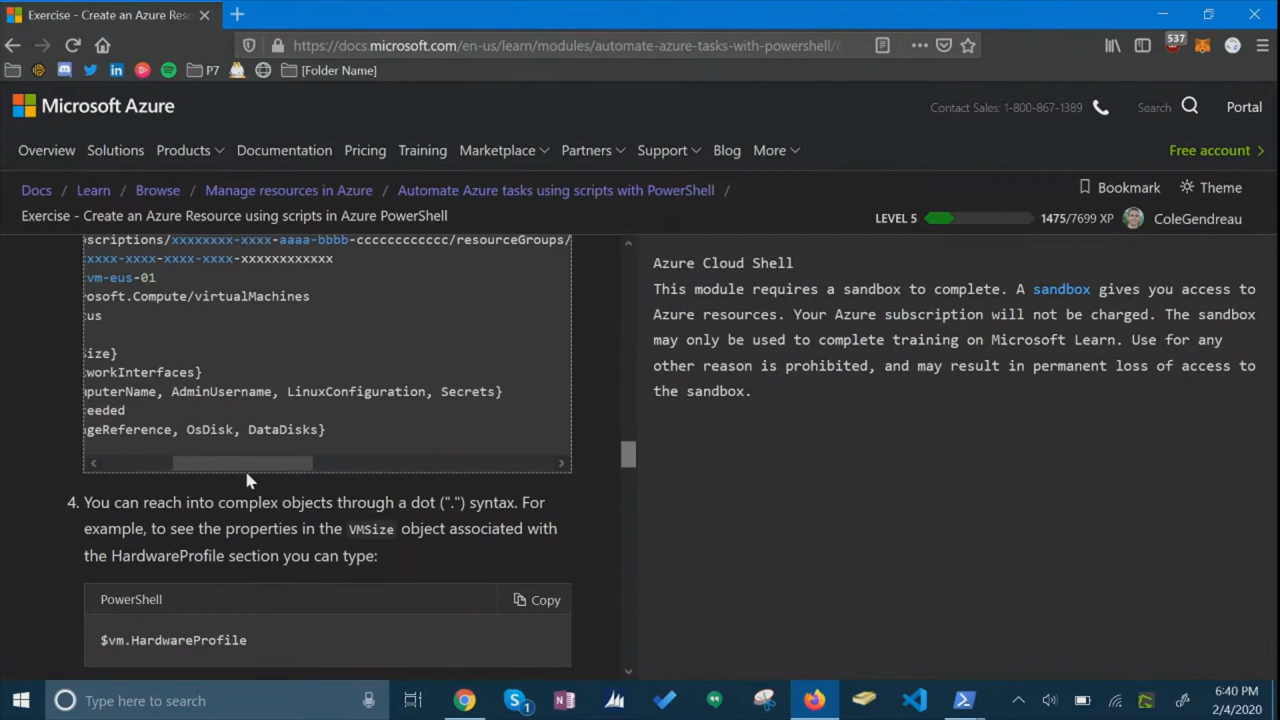 Exercise - Create an Azure Reso
https://docs.microsoft.com/en-us/learn/modules/automate-azure-tasks-with-powershell/
537
P7
[Folder Name]
Microsoft Azure
Contact Sales: 1-800-867-1389
Search
Portal
Overview Solutions Products Documentation Pricing Training Marketplace Partners Support Blog More
Free account
Docs / Learn / Browse / Manage resources in Azure / Automate Azure tasks using scripts with PowerShell /
Bookmark Theme
Exercise - Create an Azure Resource using scripts in Azure PowerShell
LEVEL 5 1475/7699 XP ColeGendreau
scriptions/xxxxxxxx-xxxx-aaaa-bbbb-cccccccccccc/resourceGroups/
xxxx-xxxx-xxxx-xxxx-xxxxxxxxxxxx
vm-eus-01
osoft.Compute/virtualMachines
us
Size}
workInterfaces}
puterName, AdminUsername, LinuxConfiguration, Secrets}
eeded
geReference, OsDisk, DataDisks}
4. You can reach into complex objects through a dot (".") syntax. For
example, to see the properties in the VMSize object associated with
the HardwareProfile section you can type:
PowerShell
Copy
$vm.HardwareProfile
Azure Cloud Shell
This module requires a sandbox to complete. A sandbox gives you access to
Azure resources. Your Azure subscription will not be charged. The sandbox
may only be used to complete training on Microsoft Learn. Use for any
other reason is prohibited, and may result in permanent loss of access to
the sandbox.
Type here to search
1
6:40 PM
2/4/2020